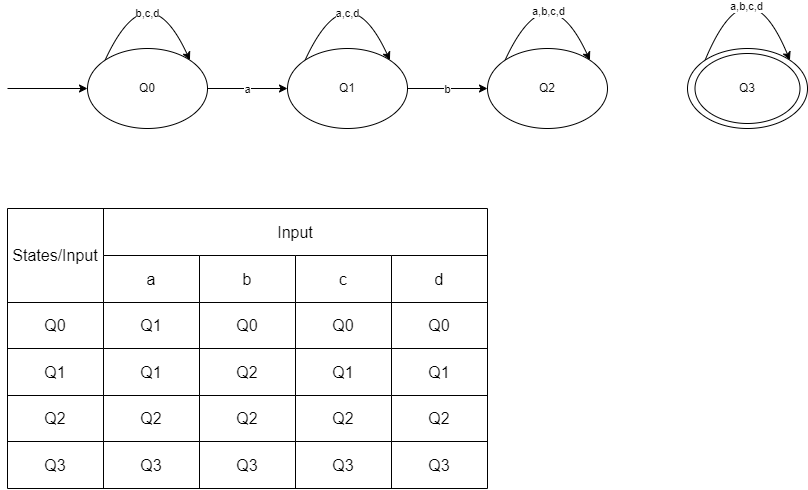 b,c,d
a,c,d
a,b,c,d
a,b,c,d
Q0
a
Q1
b
Q2
Q3
States/Input
Input
a b c d
Q0 Q1 Q0 Q0 Q0
Q1 Q1 Q2 Q1 Q1
Q2 Q2 Q2 Q2 Q2
Q3 Q3 Q3 Q3 Q3